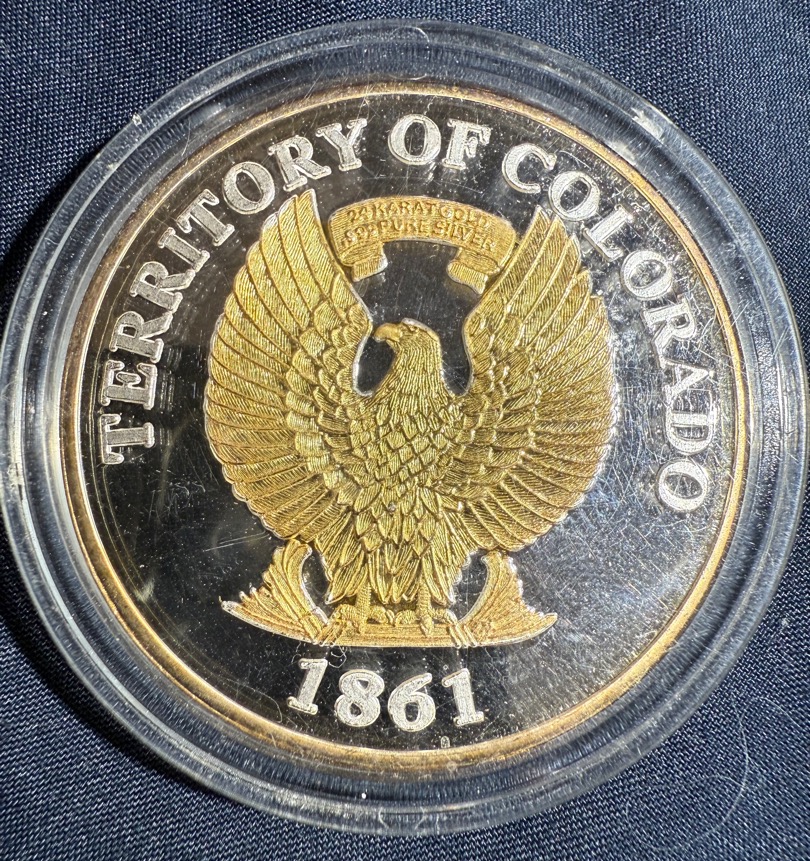 TERRITORY OF COLORADO
24 KARAT GOLD
& .999 PURE SILVER
1861